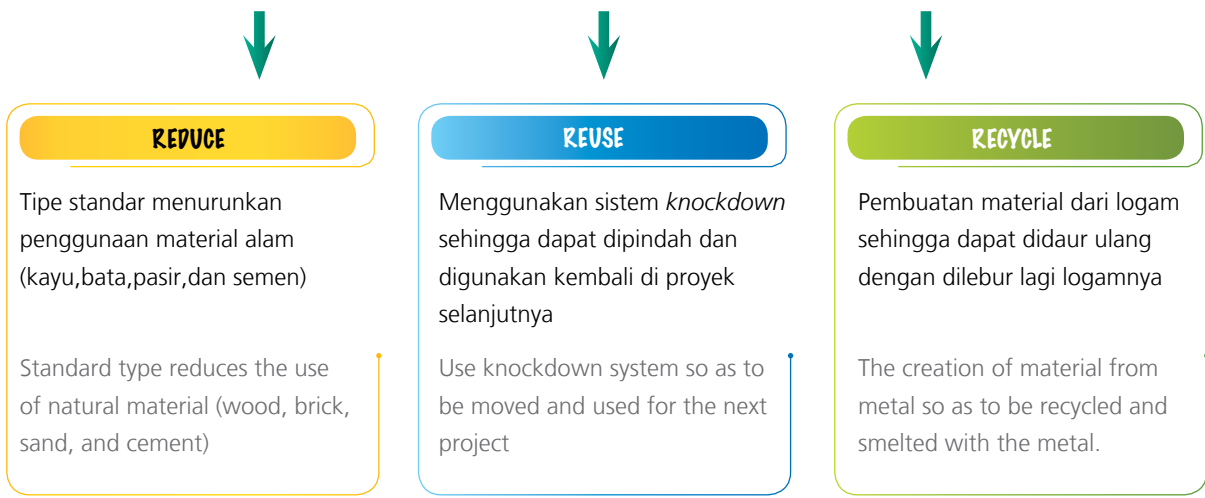 REDUCE
Tipe standar menurunkan
penggunaan material alam
(kayu,bata,pasir,dan semen)
Standard type reduces the use
of natural material (wood, brick,
sand, and cement)
REUSE
Menggunakan sistem knockdown
sehingga dapat dipindah dan
digunakan kembali di proyek
selanjutnya
Use knockdown system so as to
be moved and used for the next
project
RECYCLE
Pembuatan material dari logam
sehingga dapat didaur ulang
dengan dilebur lagi logamnya
The creation of material from
metal so as to be recycled and
smelted with the metal.